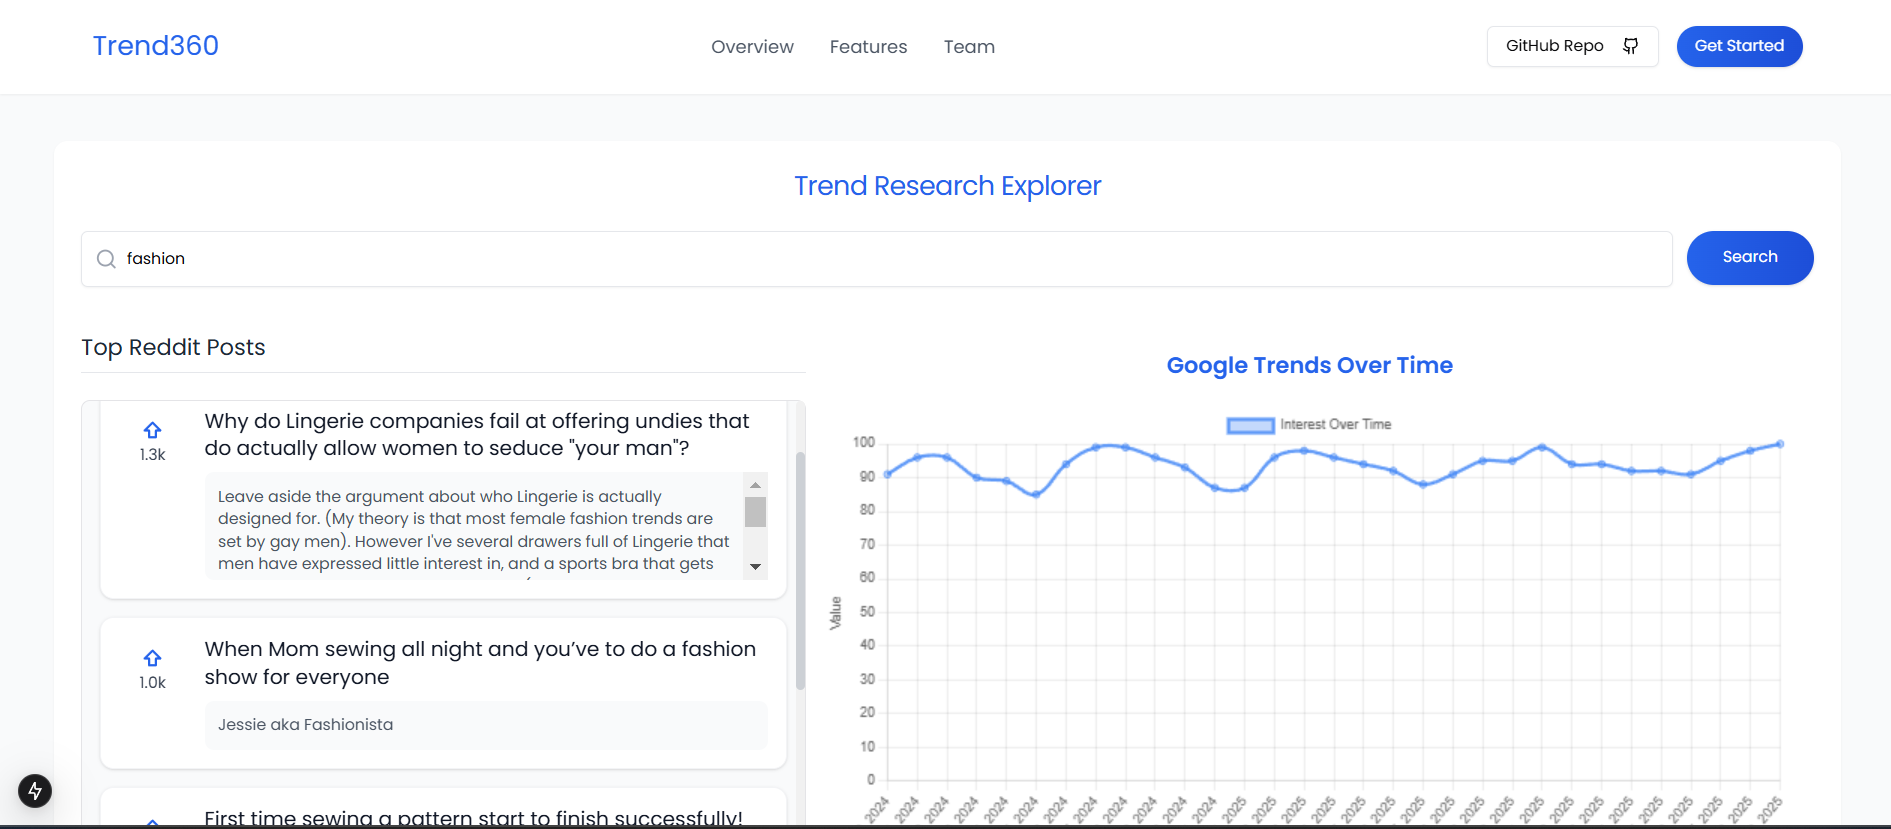 Trend360
Overview Features Team
GitHub Repo
Get Started
Trend Research Explorer
fashion
Search
Top Reddit Posts
1.3k
Why do Lingerie companies fail at offering undies that
do actually allow women to seduce "your man"?
Leave aside the argument about who Lingerie is actually
designed for. (My theory is that most female fashion trends are
set by gay men). However I've several drawers full of Lingerie that
men have expressed little interest in, and a sports bra that gets
1.0k
When Mom sewing all night and you’ve to do a fashion
show for everyone
Jessie aka Fashionista
First time sewing a pattern start to finish successfully!
Google Trends Over Time
Interest Over Time
Value
100
90
80
70
60
50
40
30
20
10
0
2024 2024 2024 2024 2024 2024 2024 2024 2024 2024 2024 2024 2025 2025 2025 2025 2025 2025 2025 2025 2025 2025 2025 2025 2025 2025 2025 2025 2025 2025 2025